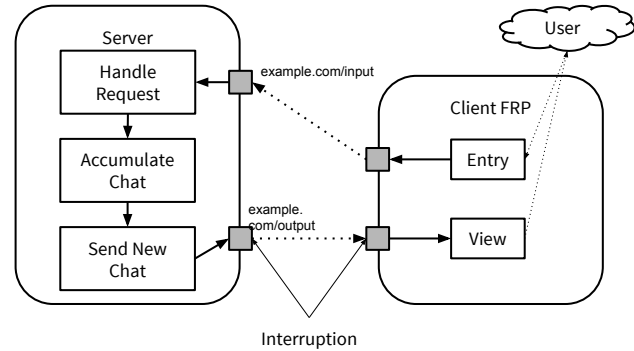 User
Server
Handle
Request
example.com/input
Client FRP
Accumulate
Chat
Entry
example.
com/output
Send New
Chat
View
Interruption